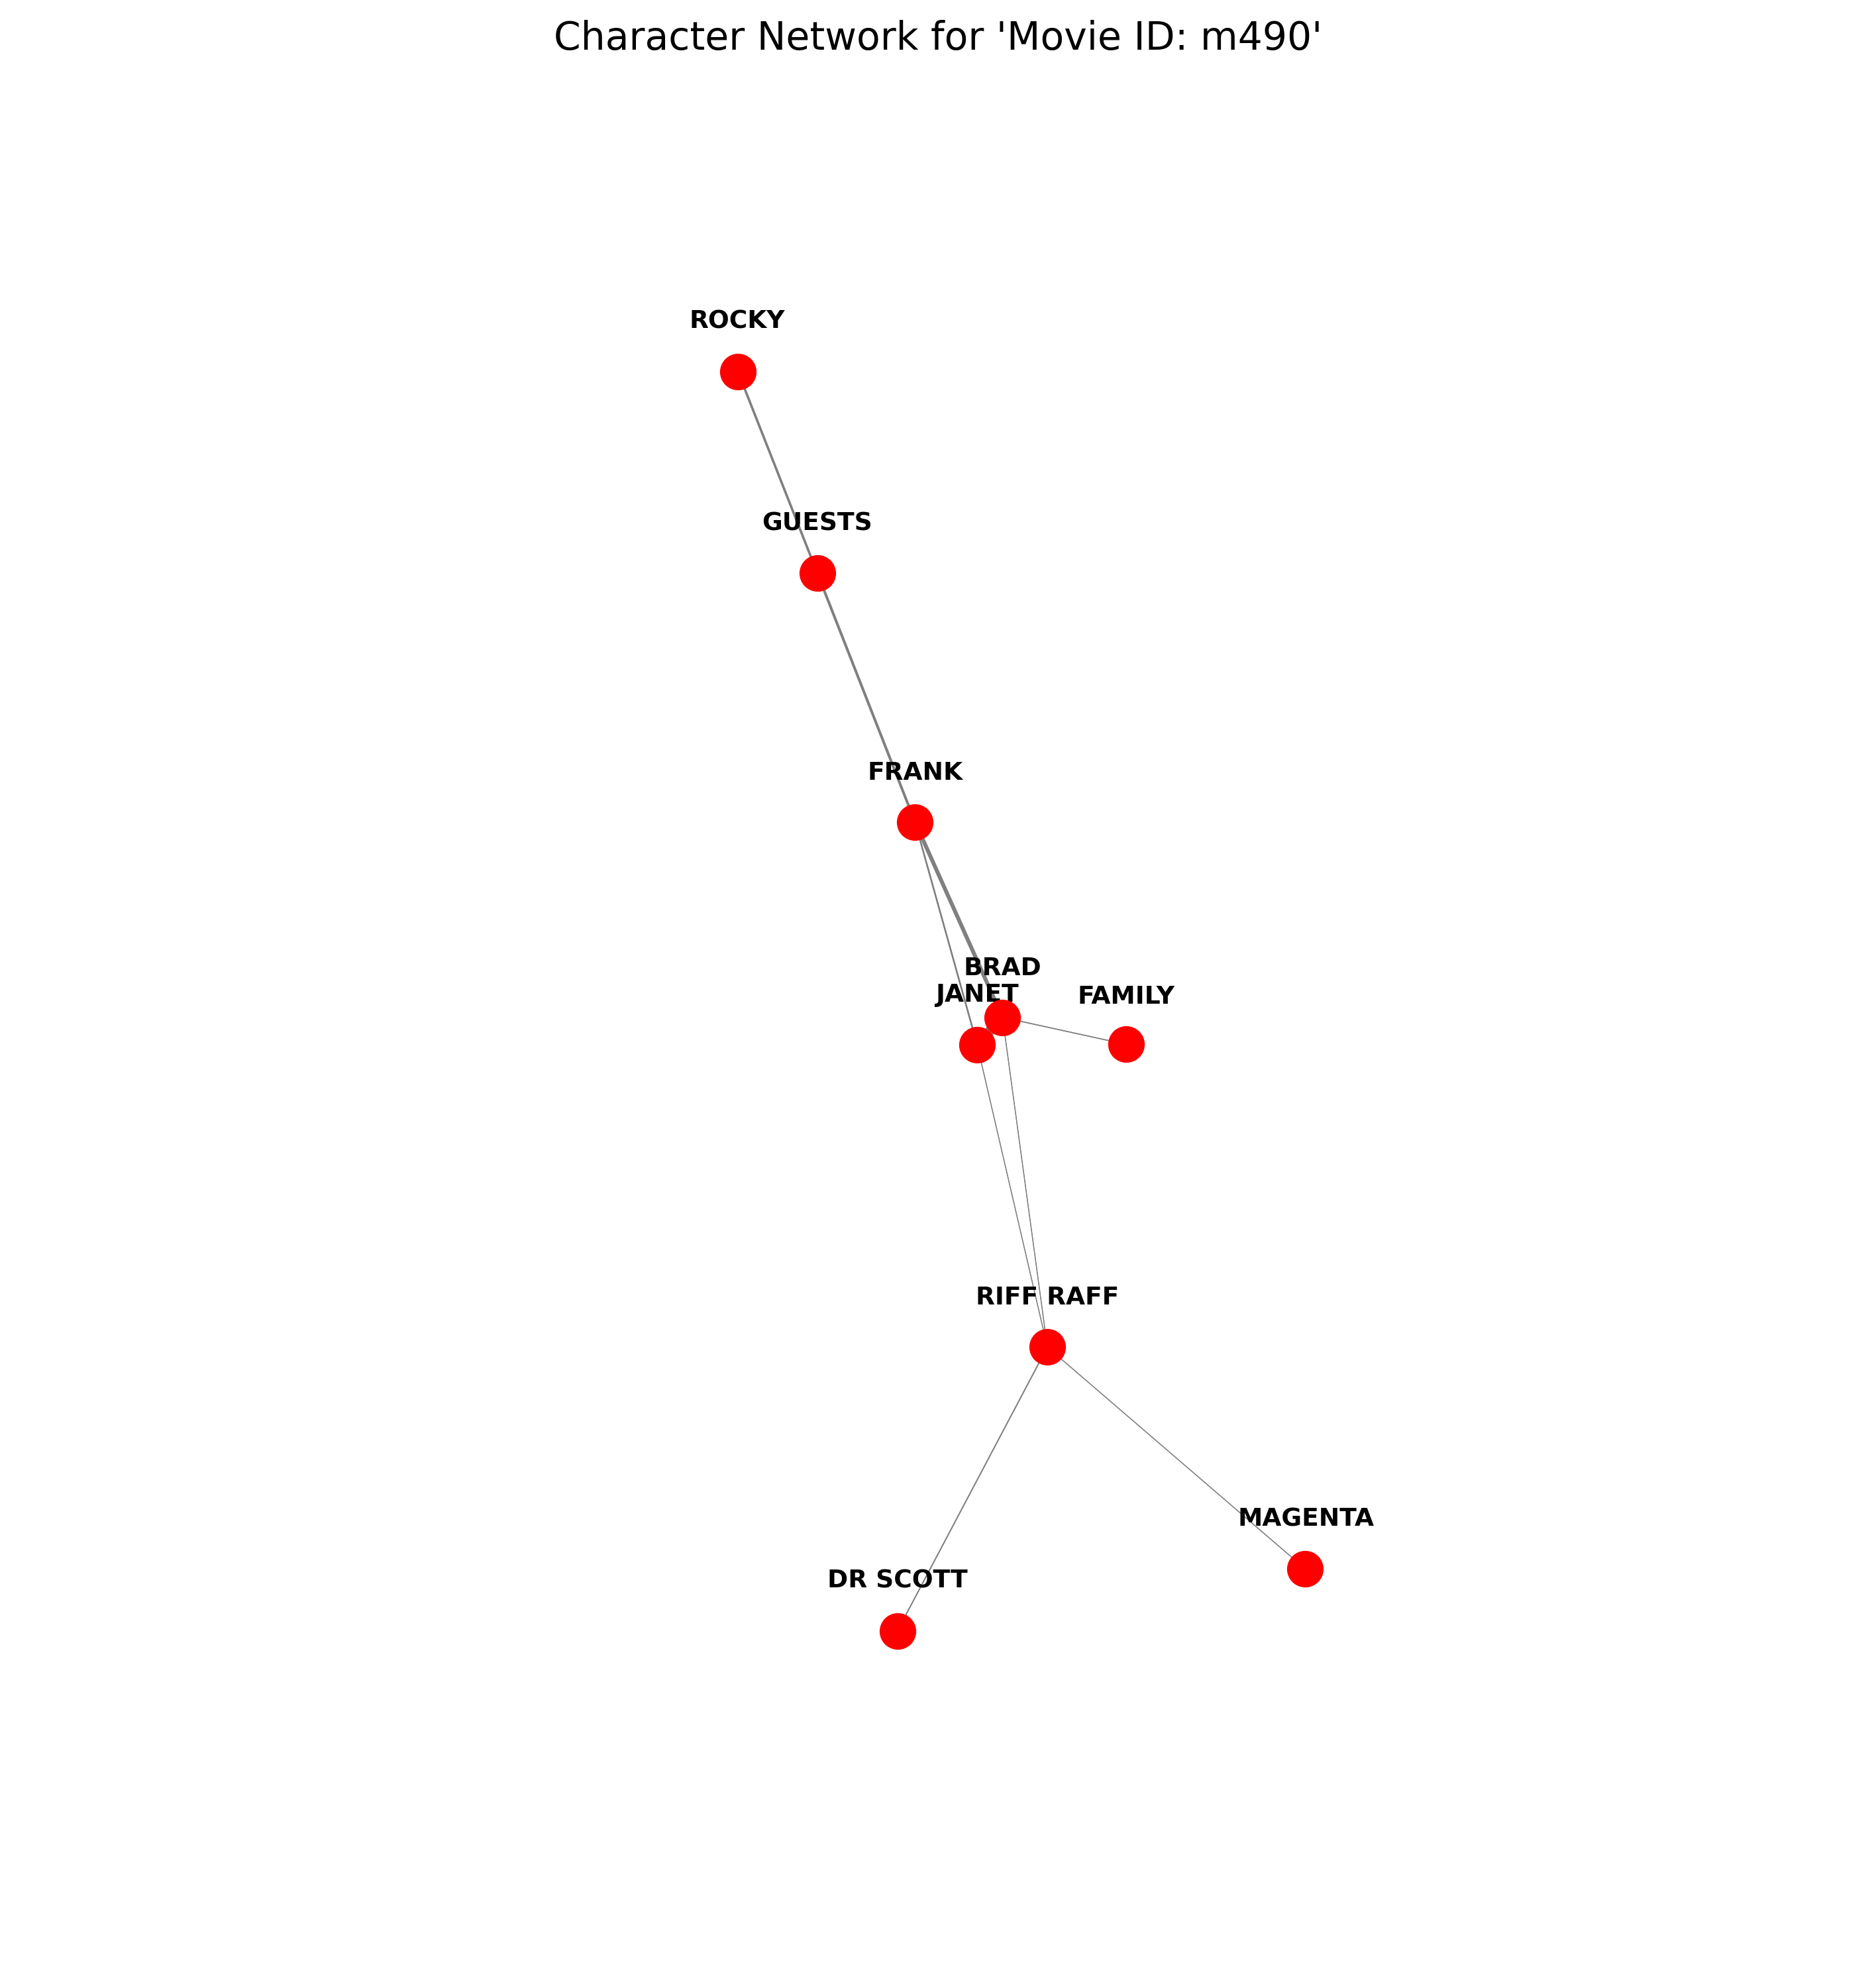 Character Network for 'Movie ID: m490'
ROCKY
GUESTS
FRANK
BRAD
JANET
FAMILY
RIFF RAFF
MAGENTA
DR SCOTT